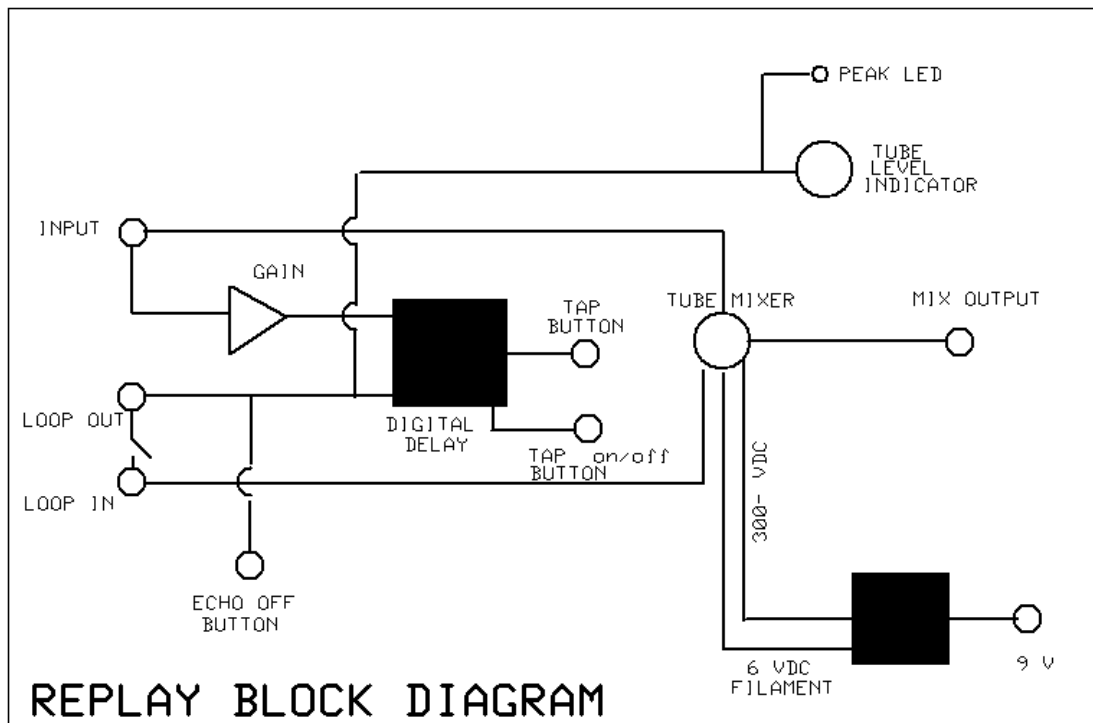 PEAK LED
TUBE
LEVEL
INDICATOR
INPUT
GAIN
TAP
BUTTON
TUBE MIXER
MIX OUTPUT
LOOP OUT
DIGITAL
DELAY
TAP on/off
BUTTON
LOOP IN
300- VDC
ECHO OFF
BUTTON
6 VDC
FILAMENT
9 V
REPLAY BLOCK DIAGRAM